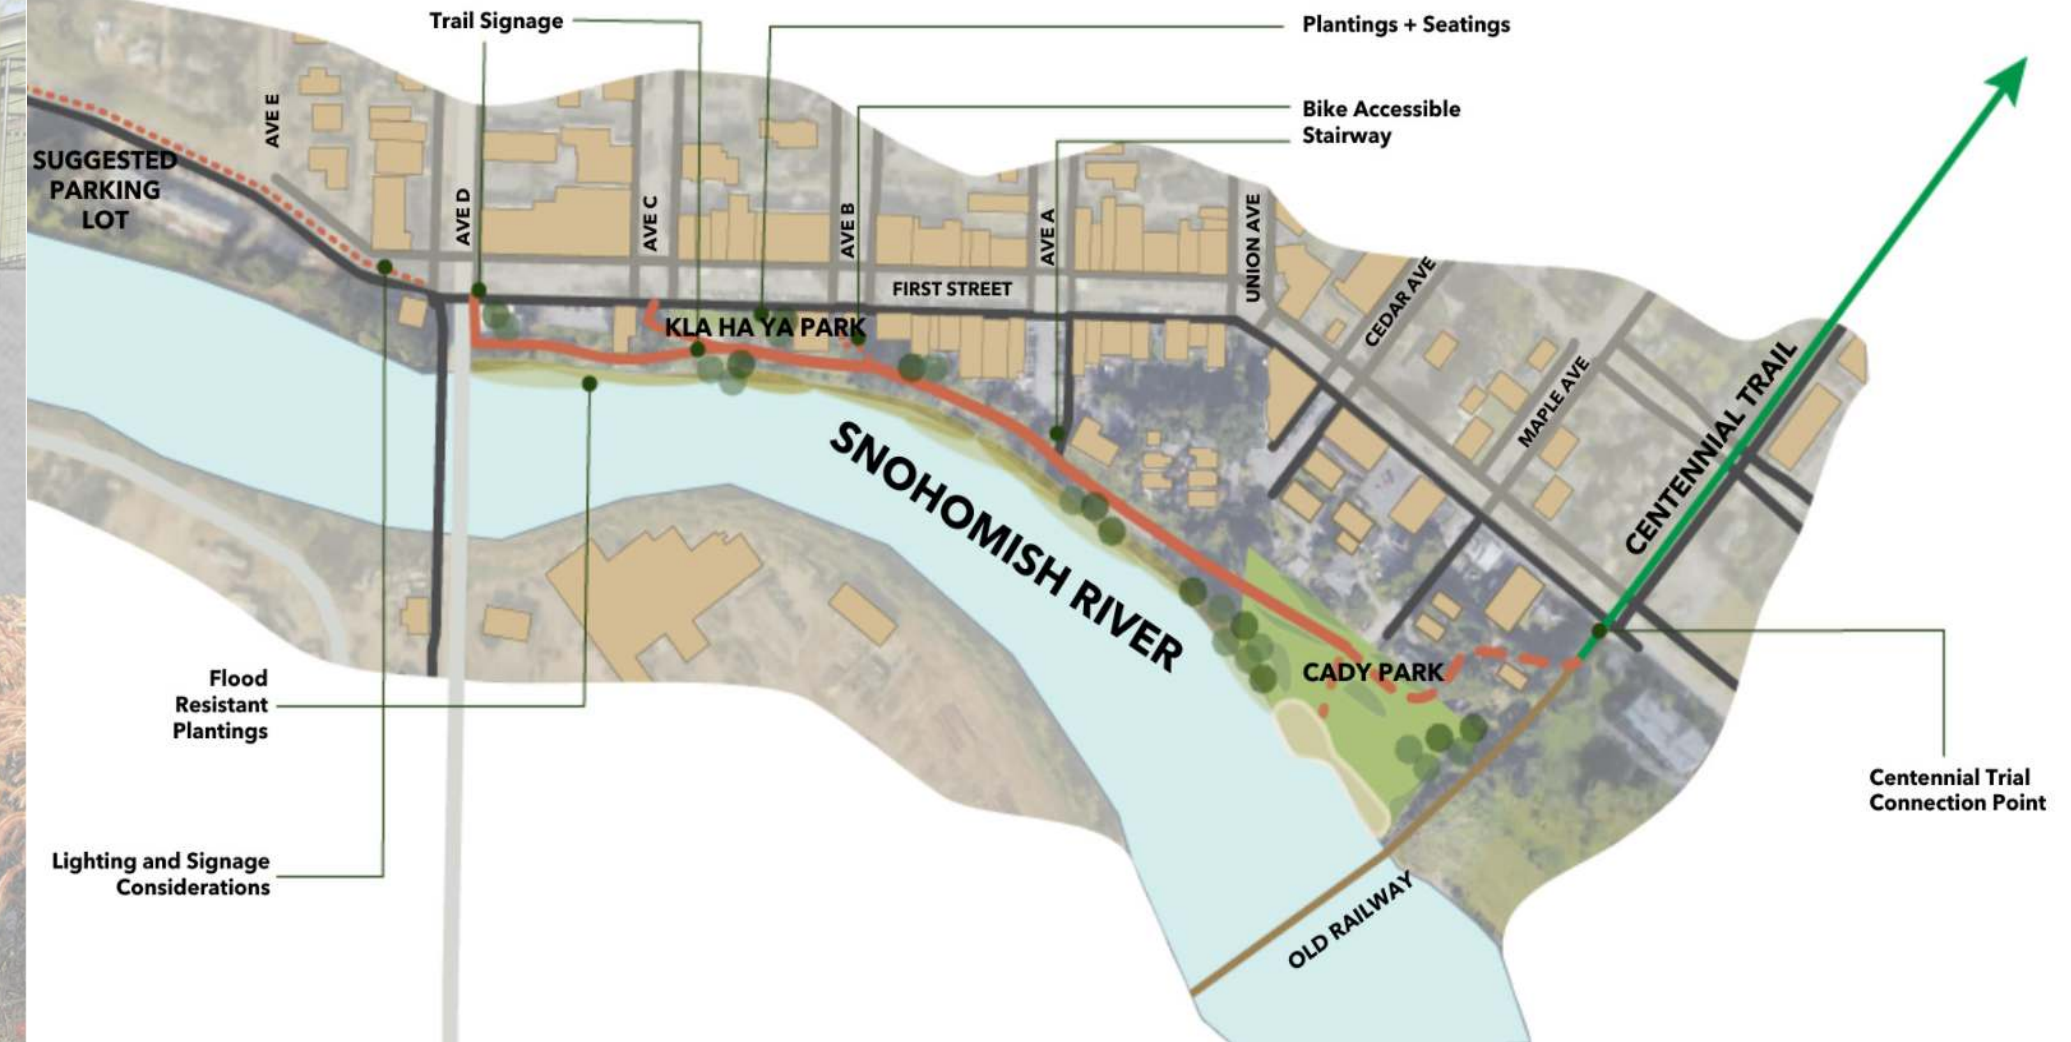 Trail Signage
Plantings + Seatings
Bike Accessible
Stairway
AVE E
SUGGESTED
PARKING
LOT
AVE D
AVE C
AVE B
AVE A
UNION AVE
FIRST STREET
CEDAR AVE
KLA HA YA PARK
MAPLE AVE
CENTENNIAL TRAIL
SNOHOMISH RIVER
CADY PARK
Flood
Resistant
Plantings
Centennial Trial
Connection Point
Lighting and Signage
Considerations
OLD RAILWAY